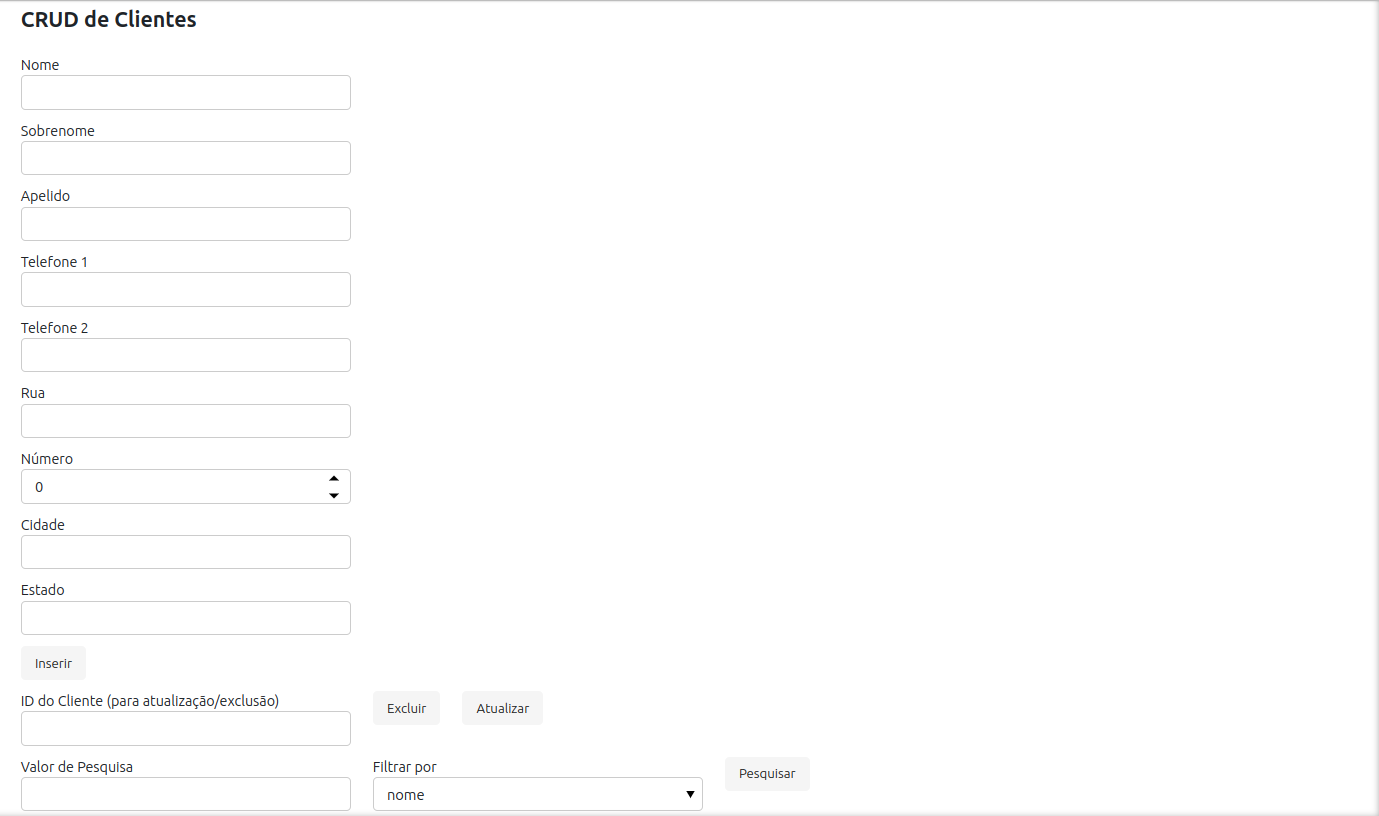 CRUD de Clientes
Nome
Sobrenome
Apelido
Telefone 1
Telefone 2
Rua
Número
0
Cidade
Estado
Inserir
ID do Cliente (para atualização/exclusão)
Excluir
Atualizar
Valor de Pesquisa
Filtrar por
nome
Pesquisar